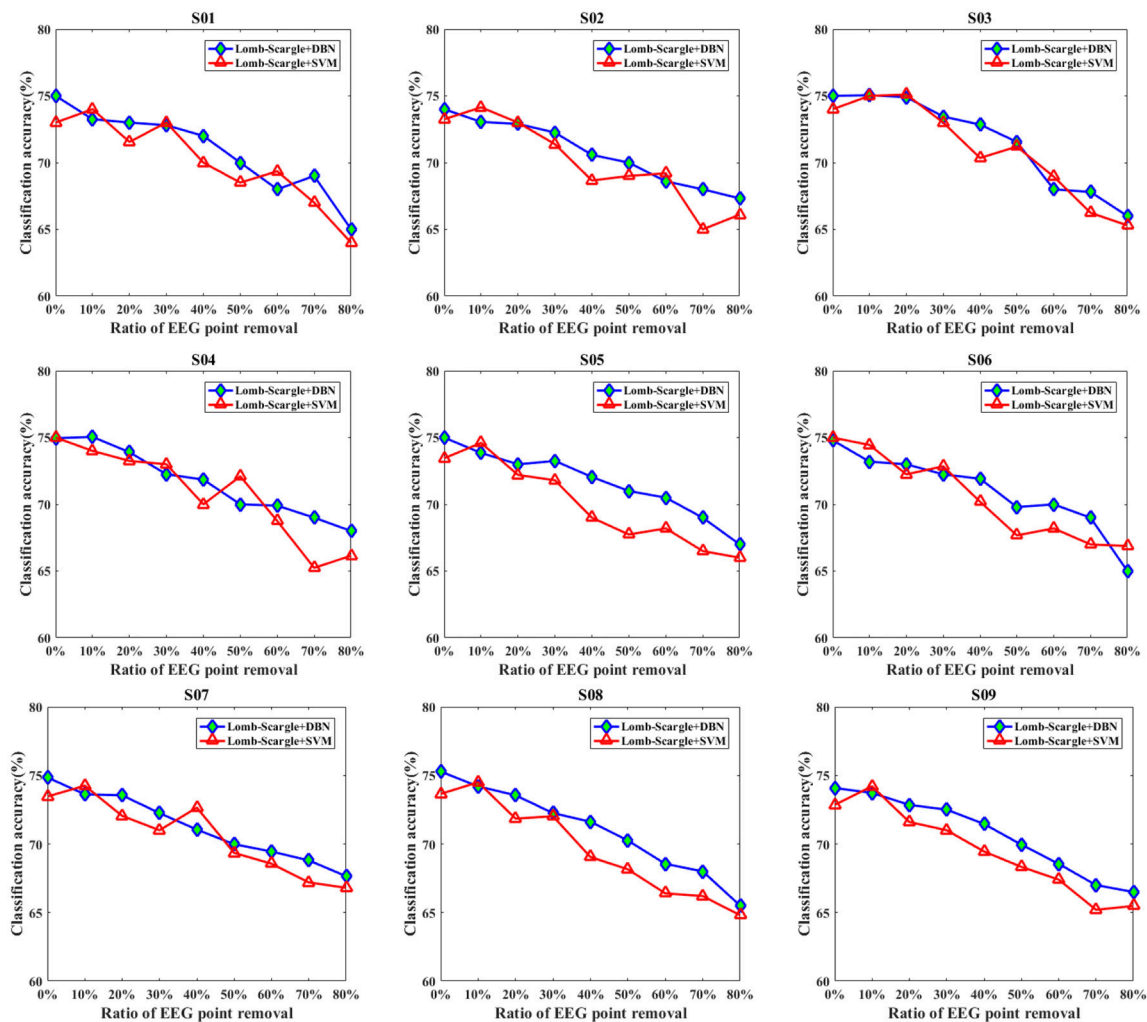 S01
80
75
70
65
60
Classification accuracy(%)
Lomb-Scargle+DBN
Lomb-Scargle+SVM
0% 10% 20% 30% 40% 50% 60% 70% 80%
Ratio of EEG point removal
S02
80
75
70
65
60
Classification accuracy(%)
Lomb-Scargle+DBN
Lomb-Scargle+SVM
0% 10% 20% 30% 40% 50% 60% 70% 80%
Ratio of EEG point removal
S03
80
75
70
65
60
Classification accuracy(%)
Lomb-Scargle+DBN
Lomb-Scargle+SVM
0% 10% 20% 30% 40% 50% 60% 70% 80%
Ratio of EEG point removal
S04
80
75
70
65
60
Classification accuracy(%)
Lomb-Scargle+DBN
Lomb-Scargle+SVM
0% 10% 20% 30% 40% 50% 60% 70% 80%
Ratio of EEG point removal
S05
80
75
70
65
60
Classification accuracy(%)
Lomb-Scargle+DBN
Lomb-Scargle+SVM
0% 10% 20% 30% 40% 50% 60% 70% 80%
Ratio of EEG point removal
S06
80
75
70
65
60
Classification accuracy(%)
Lomb-Scargle+DBN
Lomb-Scargle+SVM
0% 10% 20% 30% 40% 50% 60% 70% 80%
Ratio of EEG point removal
S07
80
75
70
65
60
Classification accuracy(%)
Lomb-Scargle+DBN
Lomb-Scargle+SVM
0% 10% 20% 30% 40% 50% 60% 70% 80%
Ratio of EEG point removal
S08
80
75
70
65
60
Classification accuracy(%)
Lomb-Scargle+DBN
Lomb-Scargle+SVM
0% 10% 20% 30% 40% 50% 60% 70% 80%
Ratio of EEG point removal
S09
80
75
70
65
60
Classification accuracy(%)
Lomb-Scargle+DBN
Lomb-Scargle+SVM
0% 10% 20% 30% 40% 50% 60% 70% 80%
Ratio of EEG point removal